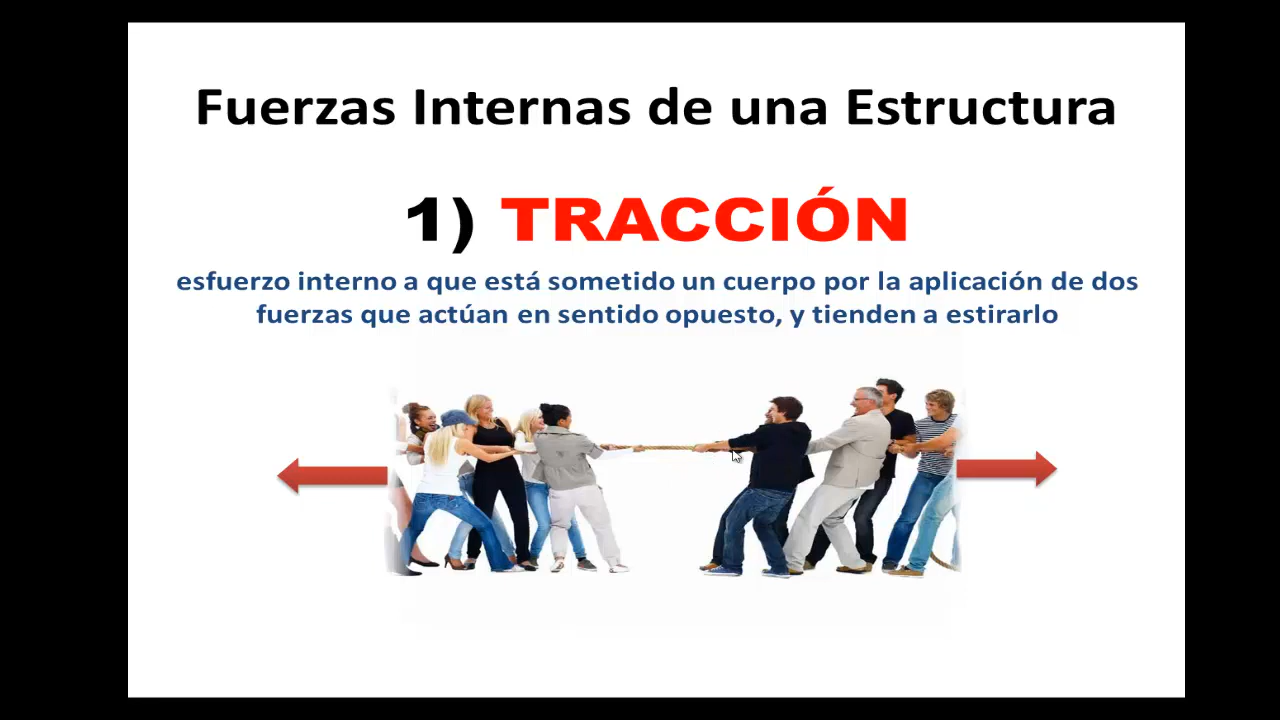 Fuerzas Internas de una Estructura
1) TRACCIÓN
esfuerzo interno a que está sometido un cuerpo por la aplicación de dos
fuerzas que actúan en sentido opuesto, y tienden a estirarlo